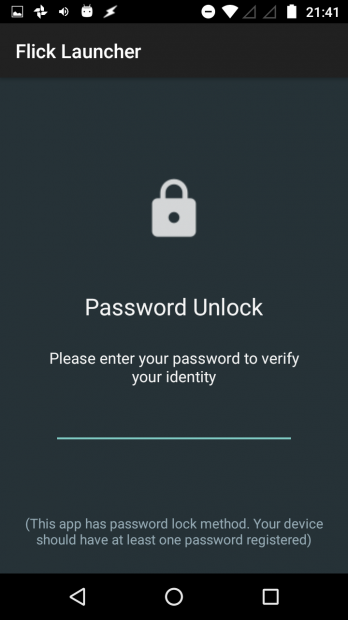 21:41
Flick Launcher
Password Unlock
Please enter your password to verify
your identity
(This app has password lock method. Your device
should have at least one password registered)